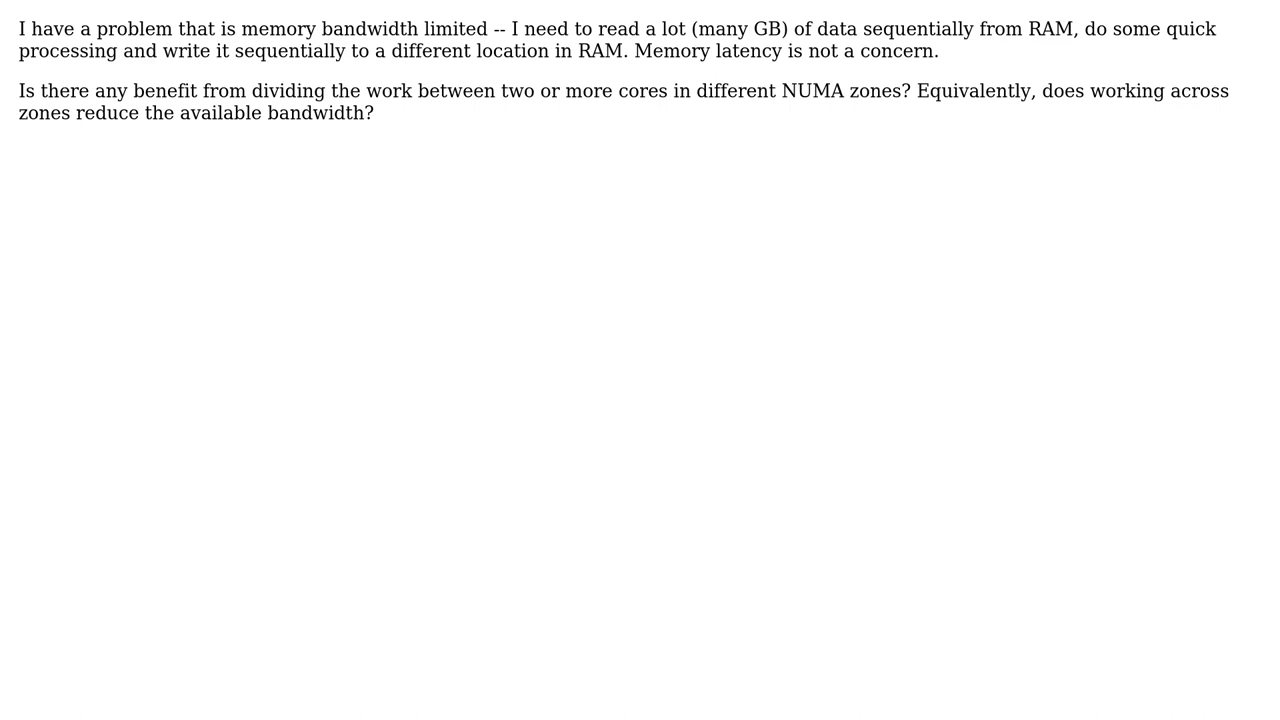 I have a problem that is memory bandwidth limited -- I need to read a lot (many GB) of data sequentially from RAM, do some quick
processing and write it sequentially to a different location in RAM. Memory latency is not a concern.
Is there any benefit from dividing the work between two or more cores in different NUMA zones? Equivalently, does working across
zones reduce the available bandwidth?